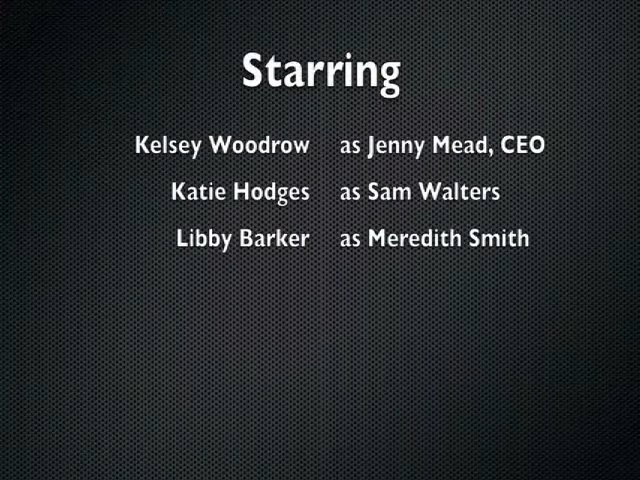 Starring
Kelsey Woodrow as Jenny Mead, CEO
Katie Hodges as Sam Walters
Libby Barker as Meredith Smith